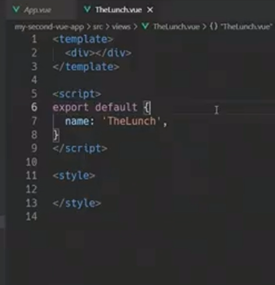 App.vue TheLunch.vue ×
my-second-vue-app > src > views > TheLunch.vue > {} "TheLunch.vue"
1 <template>
2 <div></div>
3 </template>
4
5 <script>
6 export default {
7 name: 'TheLunch',
8 }
9 </script>
10
11 <style>
12
13 </style>
14